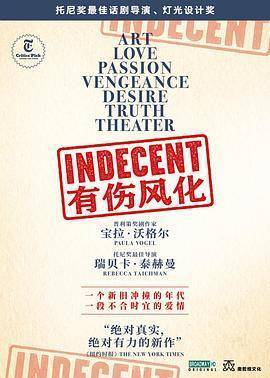 托尼奖最佳话剧导演、灯光设计奖
INDECENT
Critics' Pick
ART
LOVE
PASSION
VENGEANCE
DESIRE
TRUTH
THEATER
INDECENT
有伤风化
普利策奖剧作家
宝拉·沃格尔
PAULA VOGEL
托尼奖最佳导演
瑞贝卡·泰赫曼
REBECCA TAICHMAN
一个新旧冲撞的年代
一段不合时宜的爱情
“绝对真实，
绝对有力的新作”
《纽约时报》THE NEW YORK TIMES
BROADWAY HD
ORIGINAL
INDECENT